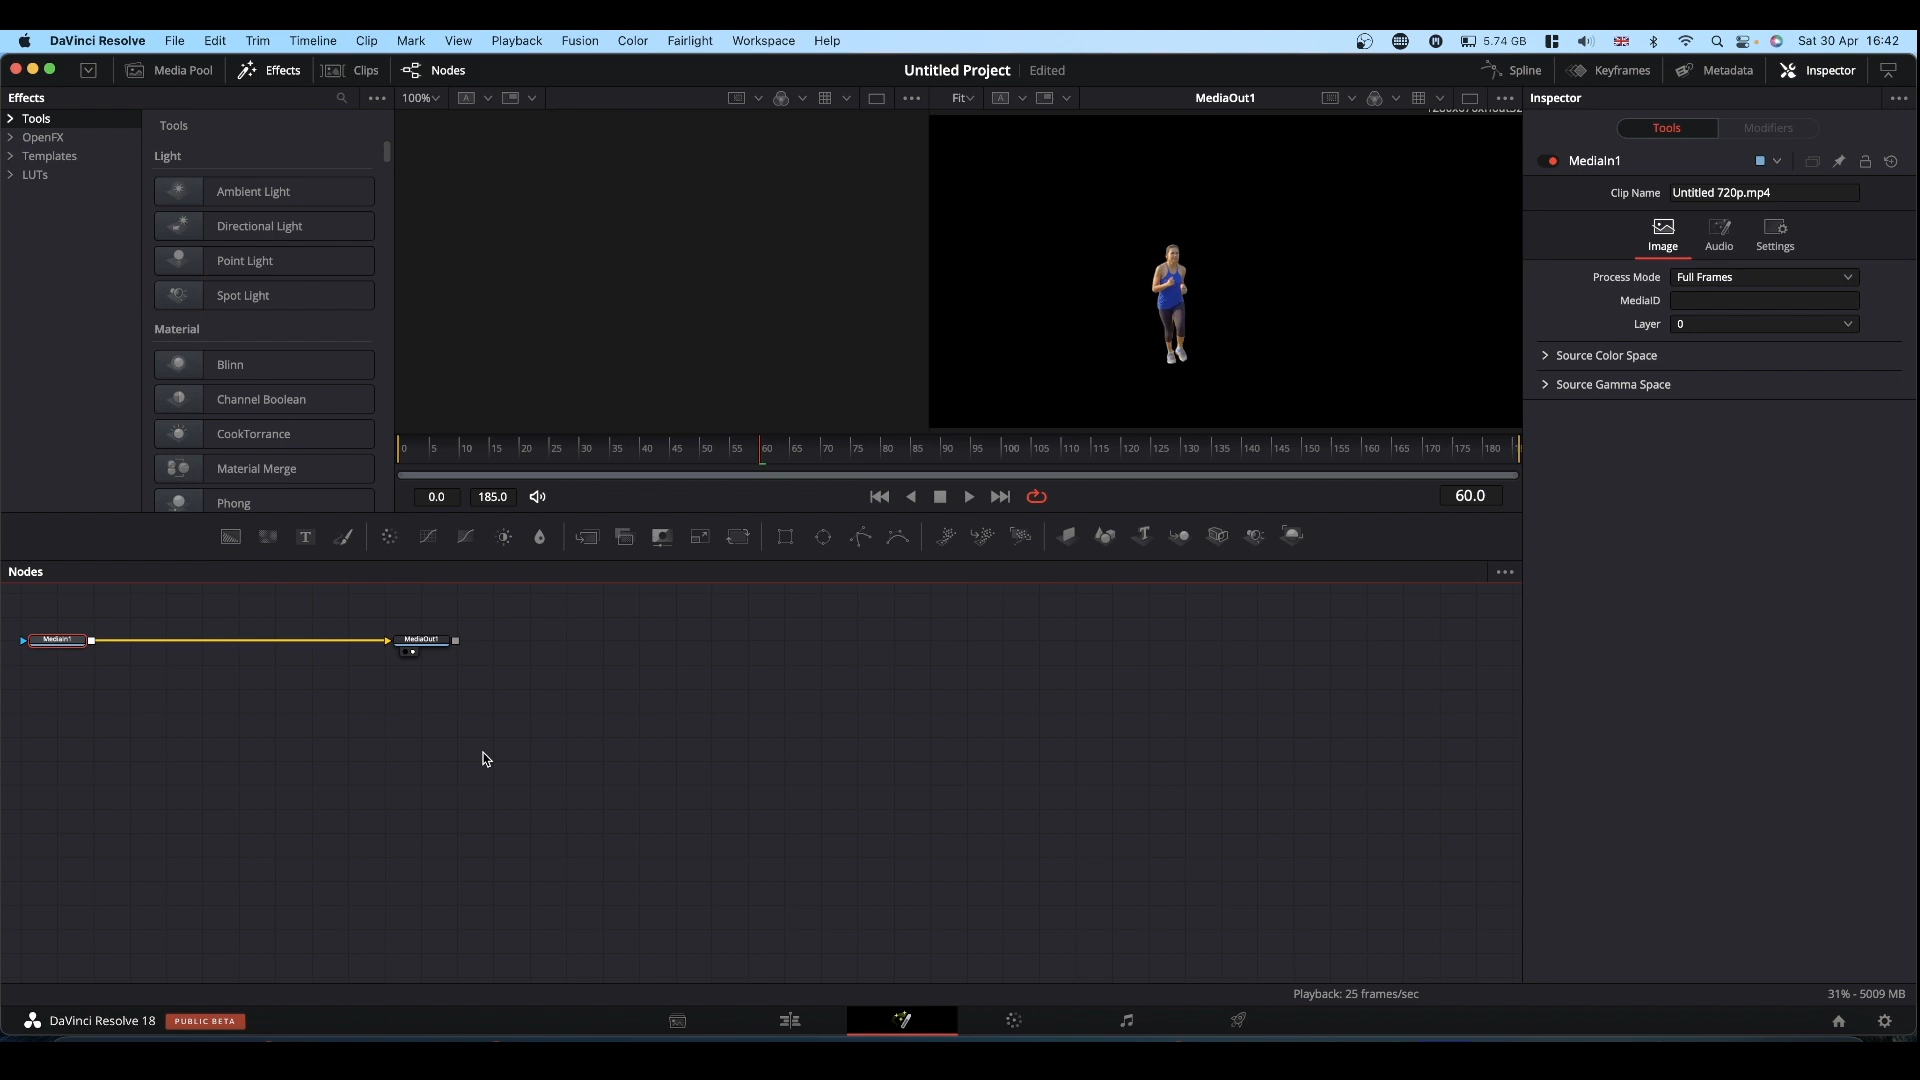 DaVinci Resolve File Edit Trim Timeline Clip Mark View Playback Fusion Color Fairlight Workspace Help 5.74 GB Sat 30 Apr 16:42
Media Pool Effects Clips Nodes Untitled Project Edited Spline Keyframes Metadata Inspector
Effects 100% A Fit A MediaOut1 Inspector
Tools
OpenFX
Templates
LUTs
Tools
Light
Ambient Light
Directional Light
Point Light
Spot Light
Material
Blinn
Channel Boolean
CookTorrance
Material Merge
Phong
0 5 10 15 20 25 30 35 40 45 50 55 60 65 70 75 80 85 90 95 100 105 110 115 120 125 130 135 140 145 150 155 160 165 170 175 180
0.0 185.0 60.0
T T
Nodes
MediaIn1 MediaOut1
Tools Modifiers
MediaIn1
Clip Name Untitled 720p.mp4
Image Audio Settings
Process Mode Full Frames
MediaID
Layer 0
Source Color Space
Source Gamma Space
Playback: 25 frames/sec 31% - 5009 MB
DaVinci Resolve 18 PUBLIC BETA